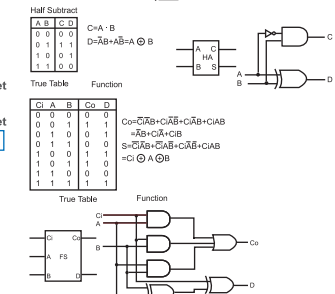 Half Subtract
A B C D
0 0 0 0
0 1 1 1
1 0 0 1
1 1 0 0
C=A · B
D=A̅B+AB̅=A ⊕ B
A C
HA
B S
A
B
C
D
True Table Function
et
et
Ci A B Co D
0 0 0 0 0
0 0 1 1 1
0 1 0 0 1
0 1 1 0 0
1 0 0 1 1
1 0 1 1 0
1 1 0 0 0
1 1 1 1 1
Co=C̅i̅A̅B+CiA̅B̅+CiA̅B+CiAB
=A̅B+CiA̅+CiB
S=C̅i̅A̅B+C̅i̅AB̅+CiA̅B̅+CiAB
=Ci ⊕ A ⊕B
True Table Function
Ci Co
A FS
B D
Ci
A
B
Co
D